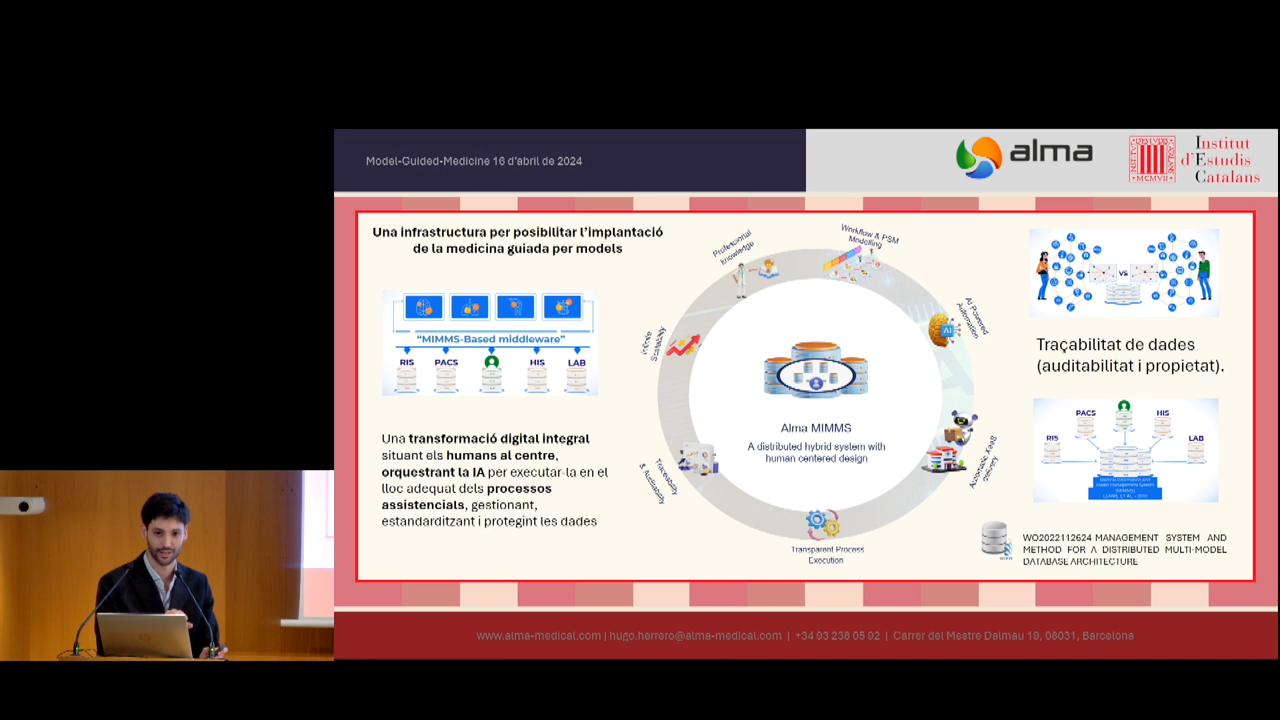 Model-Guided-Medicine 16 d'abril de 2024
alma
Institut
d'Estudis
Catalans
MCMVII
Una infrastructura per posibilitar l'implantació
de la medicina guiada per models
"MIMMS-Based middleware"
RIS PACS HIS LAB
Una transformació digital integral
situant els humans al centre,
orquestrant la IA per executar-la en el
lloc adequat dels processos
assistencials, gestionant,
estandarditzant i protegint les dades
Professional
knowledge
Workflow & PSM
Modelling
AI Powered
Automation
Infinite
Scalability
Alma MIMMS
A distributed hybrid system with
human centered design
Traceability
& Auditability
Transparent Process
Execution
VS
Traçabilitat de dades
(auditabilitat i propietat).
PACS HIS
RIS LAB
WO2022112624 MANAGEMENT SYSTEM AND
METHOD FOR A DISTRIBUTED MULTI-MODEL
DATABASE ARCHITECTURE
www.alma-medical.com | hugo.herrero@alma-medical.com | +34 93 238 05 92 | Carrer del Mestre Dalmau 19, 08031, Barcelona